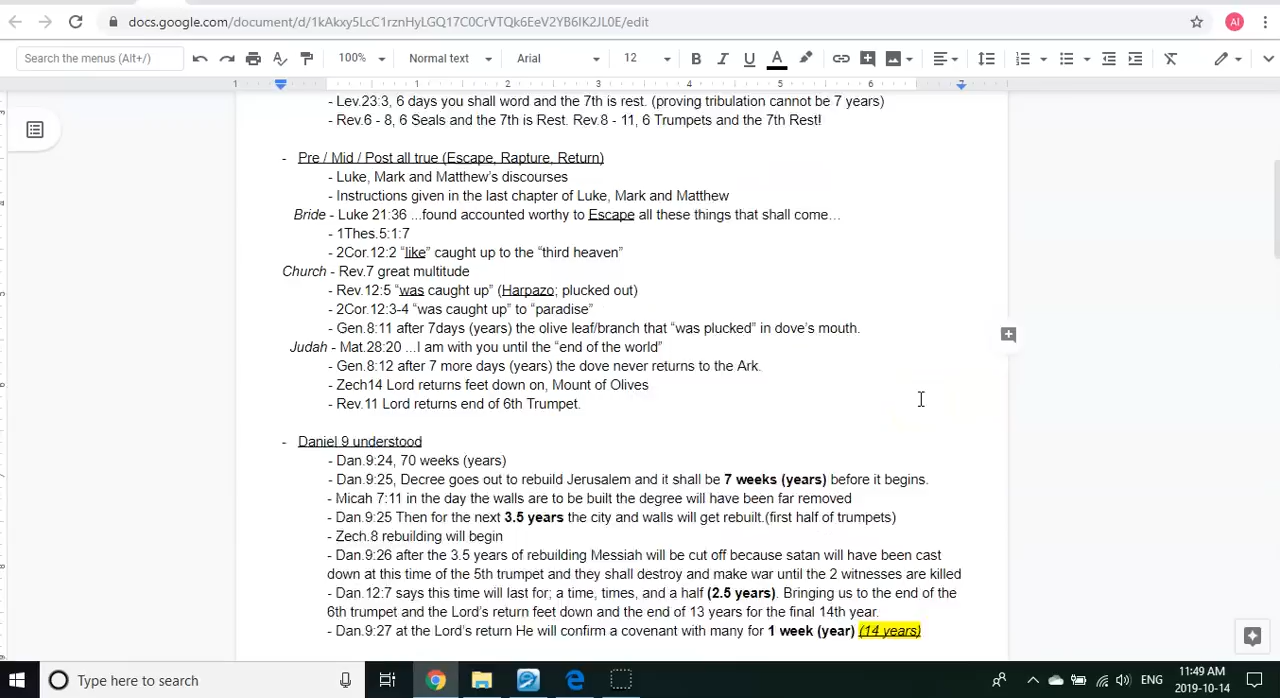 docs.google.com/document/d/1kAkxy5LcC1rznHyLGQ17C0CrVTQk6EeV2YB6lK2JL0E/edit
AI
Search the menus (Alt+/)
100%
Normal text
Arial
12
B I U A
1 1 2 3 4 5 6 7
- Lev.23:3, 6 days you shall word and the 7th is rest. (proving tribulation cannot be 7 years)
- Rev.6 - 8, 6 Seals and the 7th is Rest. Rev.8 - 11, 6 Trumpets and the 7th Rest!
- Pre / Mid / Post all true (Escape, Rapture, Return)
- Luke, Mark and Matthew's discourses
- Instructions given in the last chapter of Luke, Mark and Matthew
Bride - Luke 21:36 ...found accounted worthy to Escape all these things that shall come…
- 1Thes.5:1:7
- 2Cor.12:2 “like” caught up to the “third heaven”
Church - Rev.7 great multitude
- Rev.12:5 “was caught up” (Harpazo; plucked out)
- 2Cor.12:3-4 “was caught up” to “paradise”
- Gen.8:11 after 7days (years) the olive leaf/branch that “was plucked” in dove's mouth.
Judah - Mat.28:20 ...I am with you until the “end of the world”
- Gen.8:12 after 7 more days (years) the dove never returns to the Ark.
- Zech14 Lord returns feet down on, Mount of Olives
- Rev.11 Lord returns end of 6th Trumpet.
- Daniel 9 understood
- Dan.9:24, 70 weeks (years)
- Dan.9:25, Decree goes out to rebuild Jerusalem and it shall be 7 weeks (years) before it begins.
- Micah 7:11 in the day the walls are to be built the degree will have been far removed
- Dan.9:25 Then for the next 3.5 years the city and walls will get rebuilt.(first half of trumpets)
- Zech.8 rebuilding will begin
- Dan.9:26 after the 3.5 years of rebuilding Messiah will be cut off because satan will have been cast
down at this time of the 5th trumpet and they shall destroy and make war until the 2 witnesses are killed
- Dan.12:7 says this time will last for; a time, times, and a half (2.5 years). Bringing us to the end of the
6th trumpet and the Lord's return feet down and the end of 13 years for the final 14th year.
- Dan.9:27 at the Lord's return He will confirm a covenant with many for 1 week (year) (14 years)
Type here to search
ENG
11:49 AM
2019-10-14